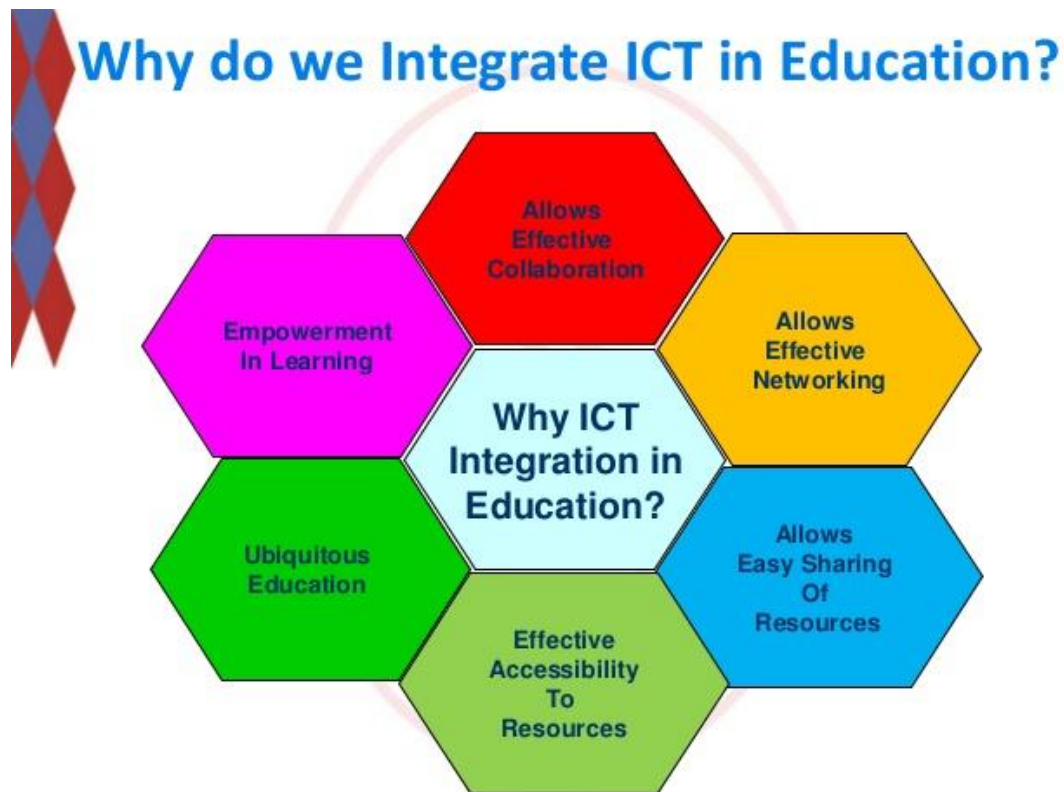 Why do we Integrate ICT in Education?
Allows
Effective
Collaboration
Allows
Effective
Networking
Allows
Easy Sharing
Of
Resources
Effective
Accessibility
To
Resources
Ubiquitous
Education
Empowerment
In Learning
Why ICT
Integration in
Education?